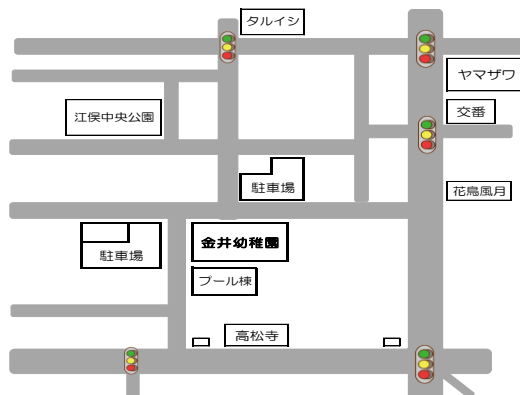 タルイシ
ヤマザワ
江俣中央公園
交番
駐車場
花鳥風月
金井幼稚園
駐車場
プール棟
高松寺